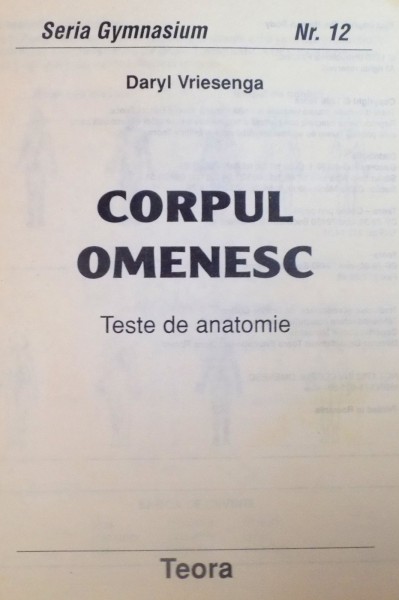 Seria Gymnasium Nr. 12
Daryl Vriesenga
CORPUL
OMENESC
Teste de anatomie
Teora